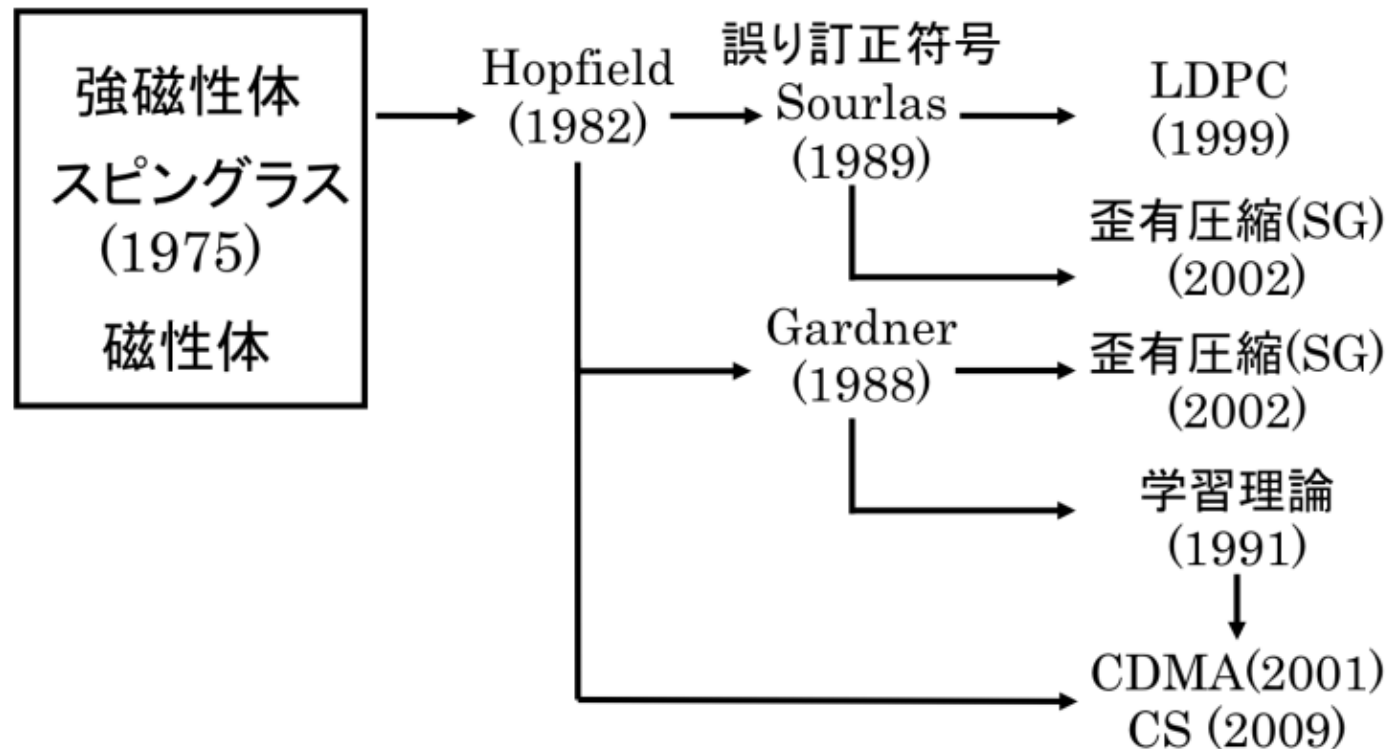 強磁性体
スピングラス
(1975)
磁性体
Hopfield
(1982)
誤り訂正符号
Sourlas
(1989)
LDPC
(1999)
歪有圧縮(SG)
(2002)
Gardner
(1988)
歪有圧縮(SG)
(2002)
学習理論
(1991)
CDMA(2001)
CS (2009)